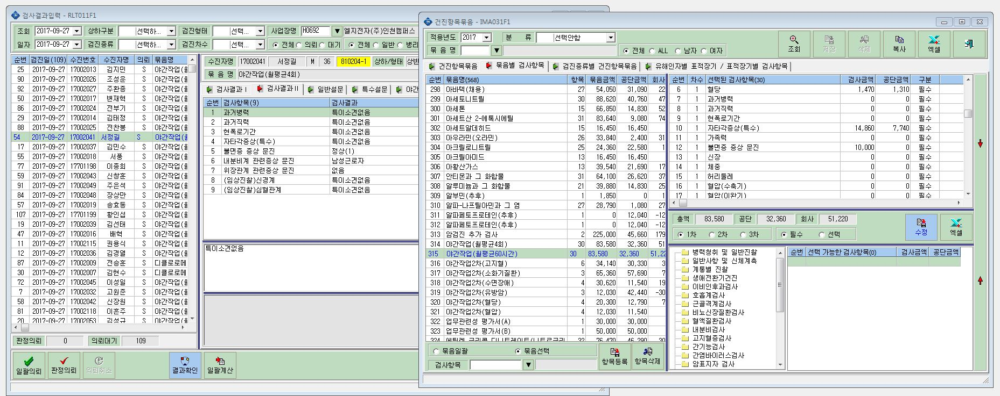 검사결과입력 - RLT011F1
조회 2017-09-27 상하구분 선택하... 검진형태 선택... 사업장명 H0692 엘지전자(주)인천캠퍼스
일자 2017-09-27 검진종류 선택하... 검진차수 선택... 전체 의뢰 대기 전체 일반 병리
순번 검진일(109) 수진번호 수진자명 의뢰 묶음명
25 2017-09-27 17002013 김지민 S 야간작업(월
90 2017-09-27 17002026 조성운 S 야간작업(월
92 2017-09-27 17002027 주환종 S 야간작업(월
50 2017-09-27 17002017 변재혁 S 야간작업(월
86 2017-09-27 17002024 전부기 S 야간작업(월
29 2017-09-27 17002014 김태정 S 야간작업(월
88 2017-09-27 17002025 전찬봉 S 야간작업(월
54 2017-09-27 17002041 서정길 S 야간작업(월
17 2017-09-27 17002037 김민수 S 야간작업(월
55 2017-09-27 17002018 서풍 S 야간작업(월
77 2017-09-27 17701198 이종희 S 야간작업(월
59 2017-09-27 17002043 신창훈 S 야간작업(월
91 2017-09-27 17002049 주은석 S 야간작업(월
84 2017-09-27 17002048 장상만 S 야간작업(월
57 2017-09-27 17002019 송효동 S 야간작업(월
107 2017-09-27 17701199 황인섭 S 야간작업(월
19 2017-09-27 17002039 김선태 S 야간작업(월
47 2017-09-27 17002016 배혁 S 야간작업(월
11 2017-09-27 17002115 권용식 S 야간작업(월
12 2017-09-27 17002036 김경열 S 야간작업(월
87 2017-09-27 17002009 전승훈 S 디클로로메
30 2017-09-27 17002007 김현수 S 디클로로메
72 2017-09-27 17002045 이성일 S 야간작업(월
7 2017-09-27 17002032 고원준 S 야간작업(월
58 2017-09-27 17002042 신장원 S 야간작업(월
81 2017-09-27 17002118 이혼주 S 야간작업(월
20 2017-09-27 17002053 김성규 S 야간작업(월
판정의뢰 0 의뢰대기 109
일괄의뢰 판정의뢰 의뢰취소 결과확인 일괄계산
수진자명 17002041 서정길 M 36 810204-1 상하/형태 상반
묶 음 명 야간작업(월평균4회)
검사결과 I 검사결과 II 일반설문 특수설문 야간
순번 검사항목(9) 검사결과
1 과거병력 특이소견없음
2 과거직력 특이소견없음
3 현폭로기간 특이소견없음
4 자타각증상(특수) 특이소견없음
5 불면증 증상 문진 정상(1)
6 내분비계 관련증상 문진 남성근로자
7 위장관계 관련증상 문진 없음
8 (임상진찰)신경계 특이소견없음
9 (임상진찰)심혈관계 특이소견없음
특이소견없음
건진항목묶음 - IMA031F1
적용년도 2017 분 류 선택안함
묶 음 명 전체 ALL 남자 여자
조회 저장 삭제 복사 엑셀
건진항목묶음 묶음별 검사항목 검진종류별 건진항목묶음 유해인자별 표적장기 / 표적장기별 검사항목
순번 묶음명(568) 항목 묶음금액 공단금액 회사
298 아바텍(채용) 27 54,050 31,090 22
299 아세토니트릴 30 88,620 40,760 47
300 아세톤 15 66,850 14,830 52
301 아세트산 2-에톡시에틸 31 83,640 9,080 74
302 아세트알데히드 15 16,450 16,450
303 아우라민(오라민) 26 33,840 2,400 31
304 아크릴로니트릴 25 24,360 22,580 1
305 아크릴아미드 13 16,450 16,450
306 아황산가스 13 39,540 21,690 17
307 안티몬과 그 화합물 31 64,100 26,620 37
308 알루미늄과 그 화합물 21 39,880 14,830 25
309 알부민(추후) 1 1,850 0 1
310 알파-나프틸아민과 그 염 27 28,790 1,080 27
311 알파페토프로테인(추후) 1 0 12,040 -12
312 알파페토프로테인(추후) 1 0 12,040 -12
313 암검진 추가 검사 2 225,000 45,660 179
314 야간작업(월평균4회) 30 83,580 32,360 51
315 야간작업(월평균60시간) 30 83,580 32,360 51,22
316 야간작업2차(고지혈) 6 34,140 30,330 3
317 야간작업2차(소화기질환) 3 65,360 57,690 7
318 야간작업2차(수면장애) 4 30,620 11,540 19
319 야간작업2차(유방암) 3 12,030 42,440 -30
320 야간작업2차(혈당) 4 20,300 12,790 7
321 야간작업2차(혈압) 4 12,030 11,540
322 업무관련성 평가서(A) 1 30,000 30,000
323 업무관련성 평가서(B) 1 50,000 50,000
324 에틸렌 글리콜 디니트레이트(니트로글리 32 76,470 46,290 30
묶음일괄 묶음선택
검사항목
항목등록 항목삭제
순번 차수 선택된 검사항목(30) 검사금액 공단금액 구분
6 1 혈당 1,470 1,310 필수
7 1 과거병력 0 0 필수
8 1 과거직력 0 0 필수
9 1 현폭로기간 0 0 필수
10 1 자타각증상(특수) 14,860 7,740 필수
11 1 가족력 0 0 필수
12 1 불면증 증상 문진 10,000 0 필수
13 1 신장 0 0 필수
14 1 체중 0 0 필수
15 1 허리둘레 0 0 필수
16 1 혈압(수축기) 0 0 필수
17 1 혈압(이완기) 0 0 필수
총액 83,580 공단 32,360 회사 51,220
1차 2차 3차 필수 선택
수정 엑셀
병력청취 및 일반진찰
일반사항 및 신체계측
계통별 진찰
생애전환기건진
이비인후과검사
호흡계검사
근골격계검사
비뇨신장질환검사
혈액질환검사
내분비검사
고지혈증검사
간기능검사
간염바이러스검사
암표지자 검사
순번 선택 가능한 검사항목(0) 검사금액 공단금액